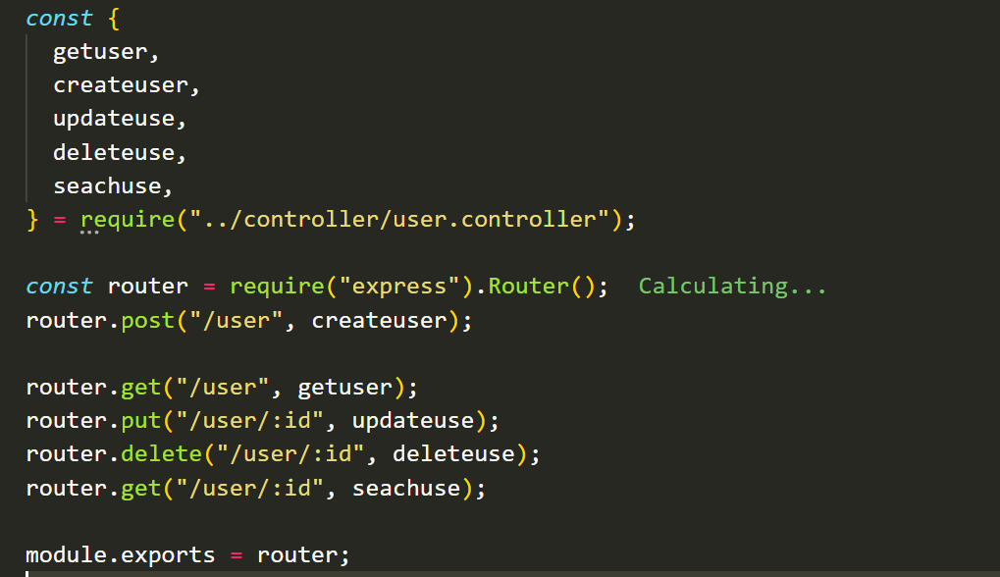 const {
getuser,
createuser,
updateuse,
deleteuse,
seachuse,
} = require("../controller/user.controller");
const router = require("express").Router(); Calculating...
router.post("/user", createuser);
router.get("/user", getuser);
router.put("/user/:id", updateuse);
router.delete("/user/:id", deleteuse);
router.get("/user/:id", seachuse);
module.exports = router;